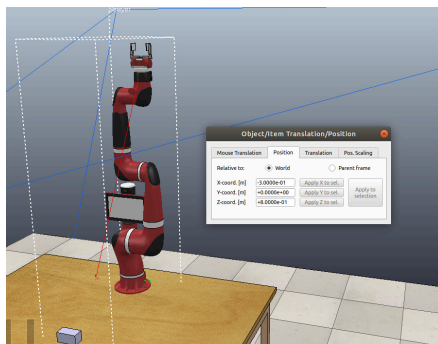 Object/Item Translation/Position
Mouse Translation Position Translation Pos. Scaling
Relative to: World Parent frame
X-coord. [m] -3.0000e-01 Apply X to sel.
Y-coord. [m] +0.0000e+00 Apply Y to sel.
Z-coord. [m] +8.0000e-01 Apply Z to sel.
Apply to
selection